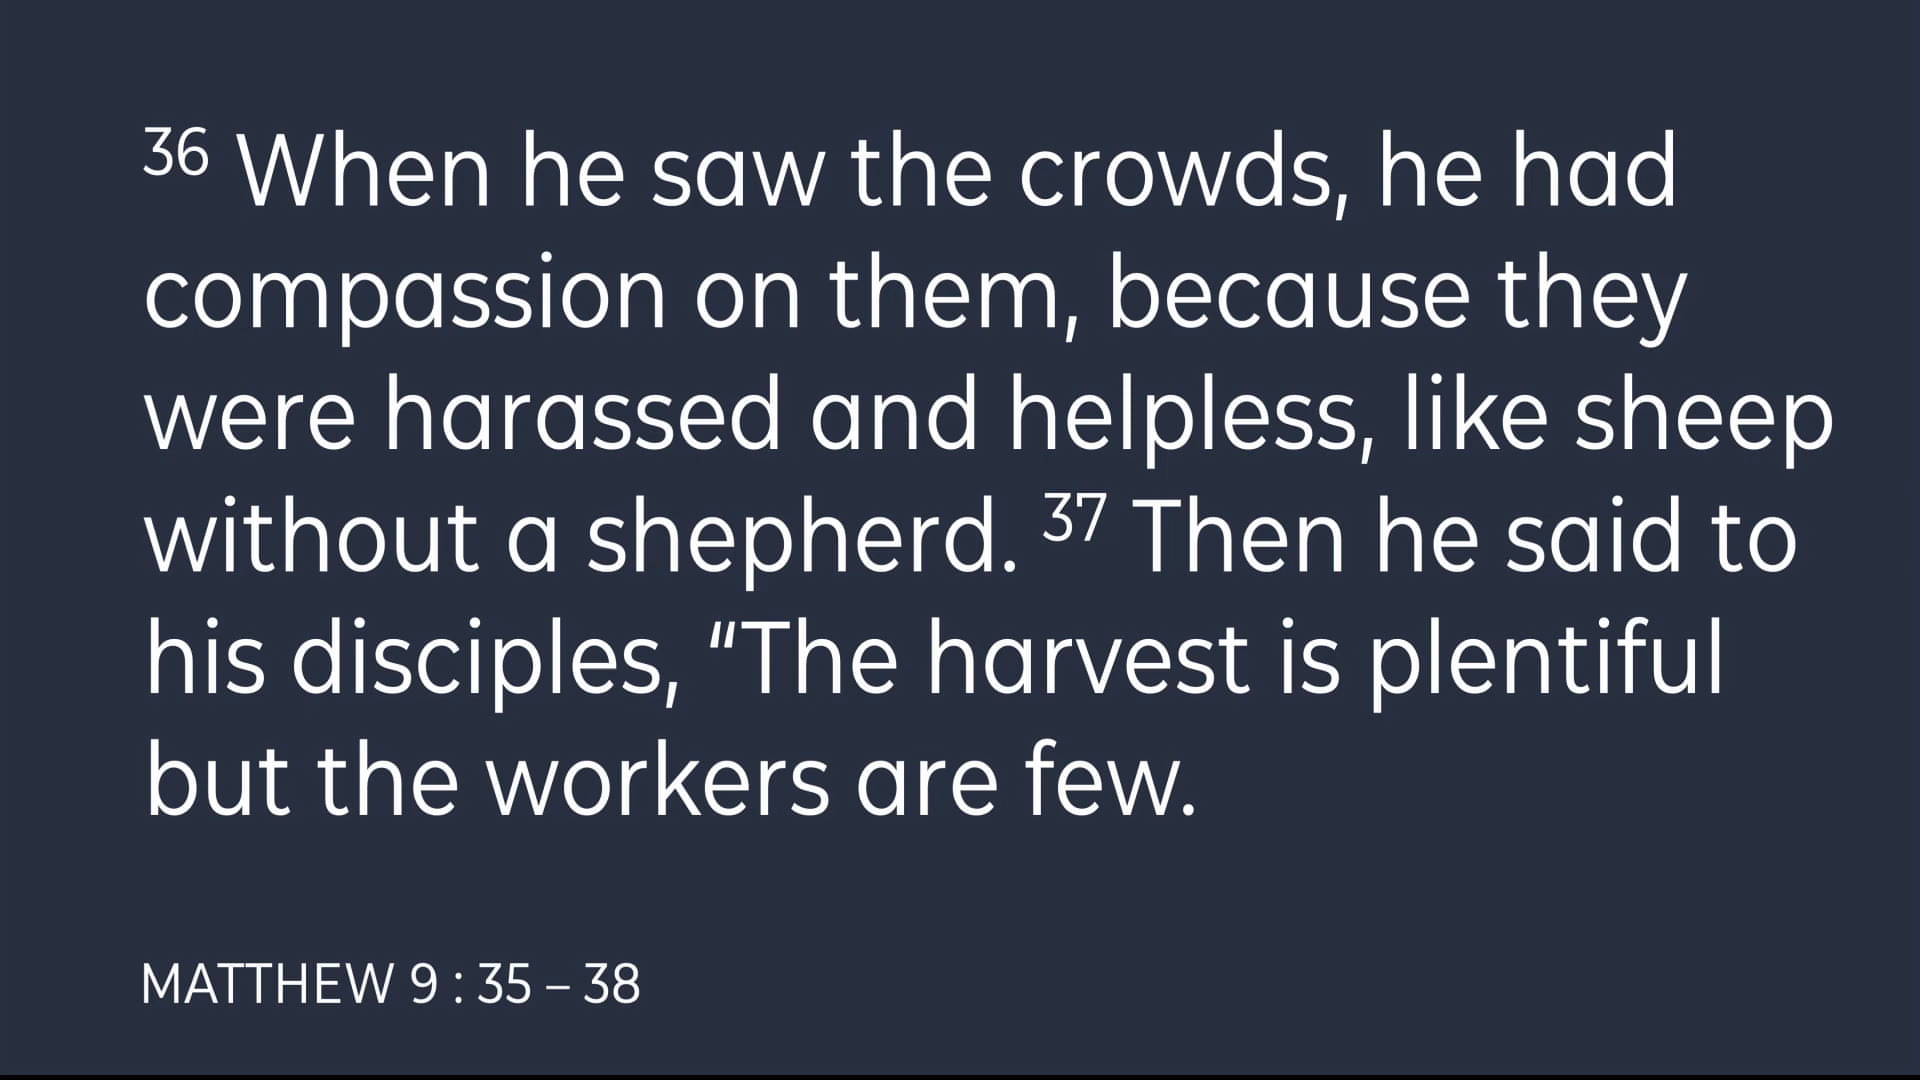 36 When he saw the crowds, he had
compassion on them, because they
were harassed and helpless, like sheep
without a shepherd. 37 Then he said to
his disciples, “The harvest is plentiful
but the workers are few.
MATTHEW 9 : 35 – 38